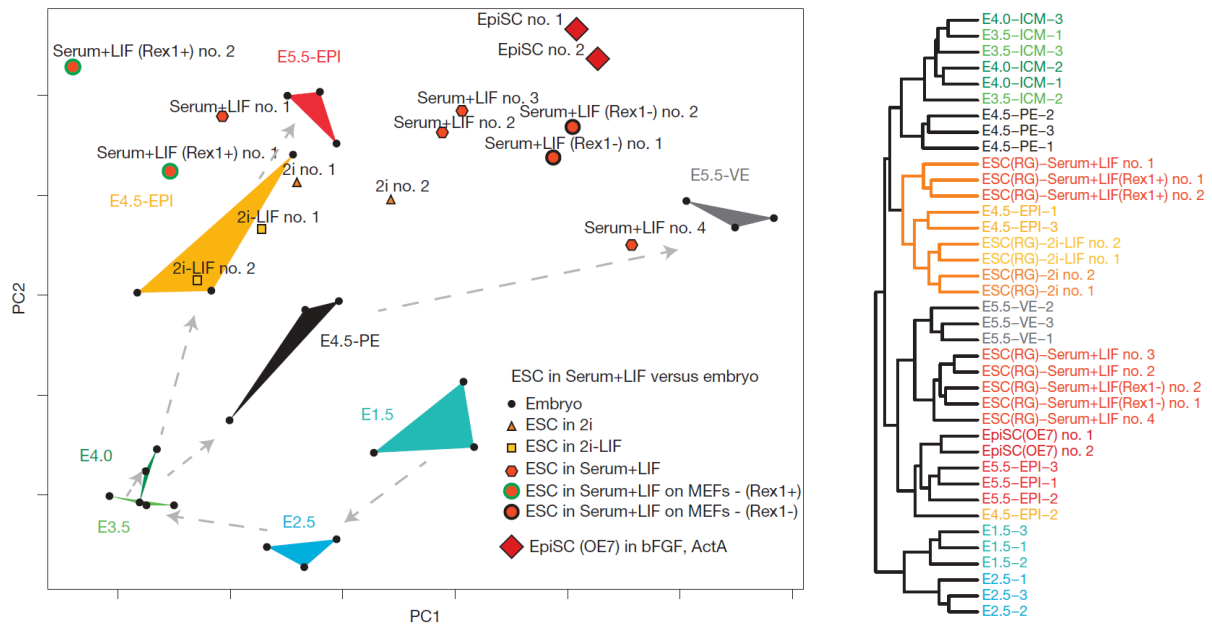 EpiSC no. 1
Serum+LIF (Rex1+) no. 2
E5.5-EPI
EpiSC no. 2
Serum+LIF no. 1
Serum+LIF no. 3
Serum+LIF (Rex1-) no. 2
Serum+LIF no. 2
Serum+LIF (Rex1+) no. 1
Serum+LIF (Rex1-) no. 1
2i no. 1
E4.5-EPI
2i no. 2
E5.5-VE
2i-LIF no. 1
Serum+LIF no. 4
2i-LIF no. 2
PC2
E4.5-PE
ESC in Serum+LIF versus embryo
Embryo
E1.5
ESC in 2i
ESC in 2i-LIF
E4.0
ESC in Serum+LIF
ESC in Serum+LIF on MEFs - (Rex1+)
E3.5
E2.5
ESC in Serum+LIF on MEFs - (Rex1-)
EpiSC (OE7) in bFGF, ActA
PC1
E4.0-ICM-3
E3.5-ICM-1
E3.5-ICM-3
E4.0-ICM-2
E4.0-ICM-1
E3.5-ICM-2
E4.5-PE-2
E4.5-PE-3
E4.5-PE-1
ESC(RG)-Serum+LIF no. 1
ESC(RG)-Serum+LIF(Rex1+) no. 1
ESC(RG)-Serum+LIF(Rex1+) no. 2
E4.5-EPI-1
E4.5-EPI-3
ESC(RG)-2i-LIF no. 2
ESC(RG)-2i-LIF no. 1
ESC(RG)-2i no. 2
ESC(RG)-2i no. 1
E5.5-VE-2
E5.5-VE-3
E5.5-VE-1
ESC(RG)-Serum+LIF no. 3
ESC(RG)-Serum+LIF no. 2
ESC(RG)-Serum+LIF(Rex1-) no. 2
ESC(RG)-Serum+LIF(Rex1-) no. 1
ESC(RG)-Serum+LIF no. 4
EpiSC(OE7) no. 1
EpiSC(OE7) no. 2
E5.5-EPI-3
E5.5-EPI-1
E5.5-EPI-2
E4.5-EPI-2
E1.5-3
E1.5-1
E1.5-2
E2.5-1
E2.5-3
E2.5-2